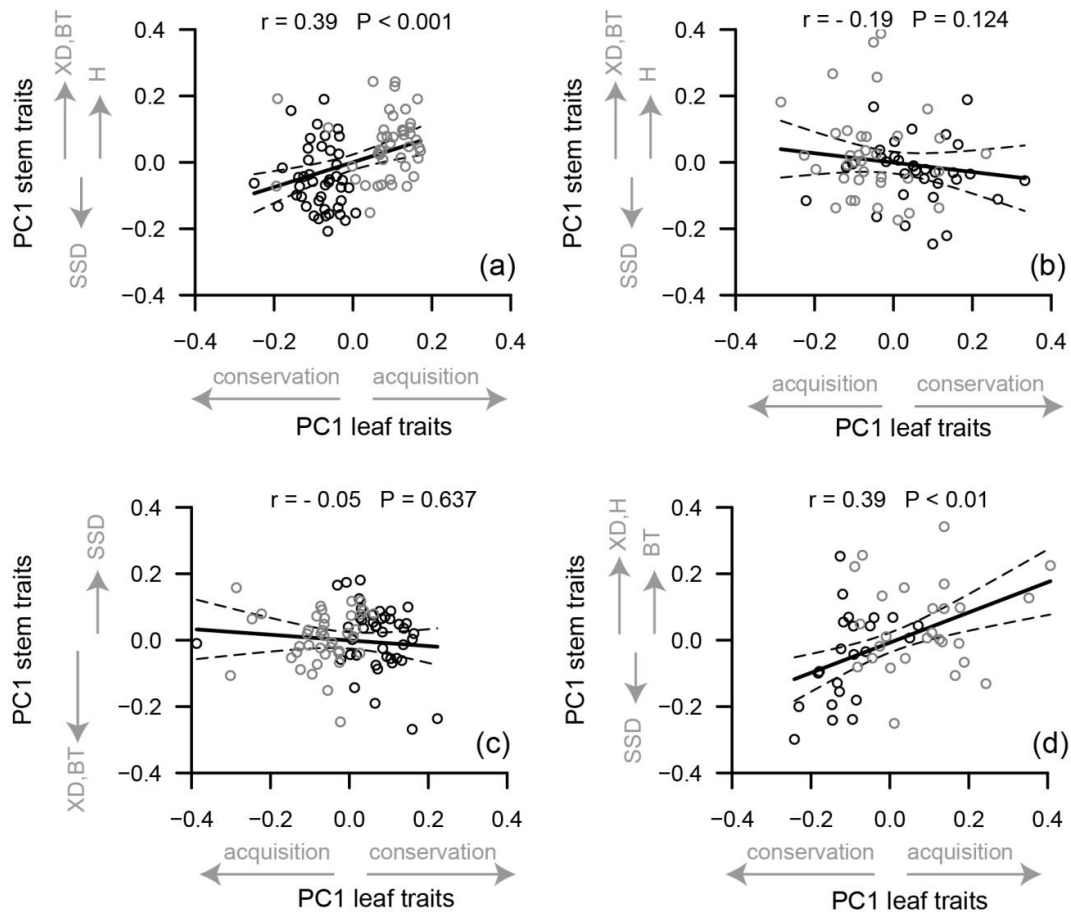 r = 0.39 P < 0.001
PC1 stem traits
XD,BT
H
SSD
0.4
0.2
0.0
−0.2
−0.4
(a)
−0.4 −0.2 0.0 0.2 0.4
conservation acquisition
PC1 leaf traits
r = - 0.19 P = 0.124
PC1 stem traits
XD,BT
H
SSD
0.4
0.2
0.0
−0.2
−0.4
(b)
−0.4 −0.2 0.0 0.2 0.4
acquisition conservation
PC1 leaf traits
r = - 0.05 P = 0.637
PC1 stem traits
SSD
XD,BT
0.4
0.2
0.0
−0.2
−0.4
(c)
−0.4 −0.2 0.0 0.2 0.4
acquisition conservation
PC1 leaf traits
r = 0.39 P < 0.01
PC1 stem traits
XD,H
BT
SSD
0.4
0.2
0.0
−0.2
−0.4
(d)
−0.4 −0.2 0.0 0.2 0.4
conservation acquisition
PC1 leaf traits